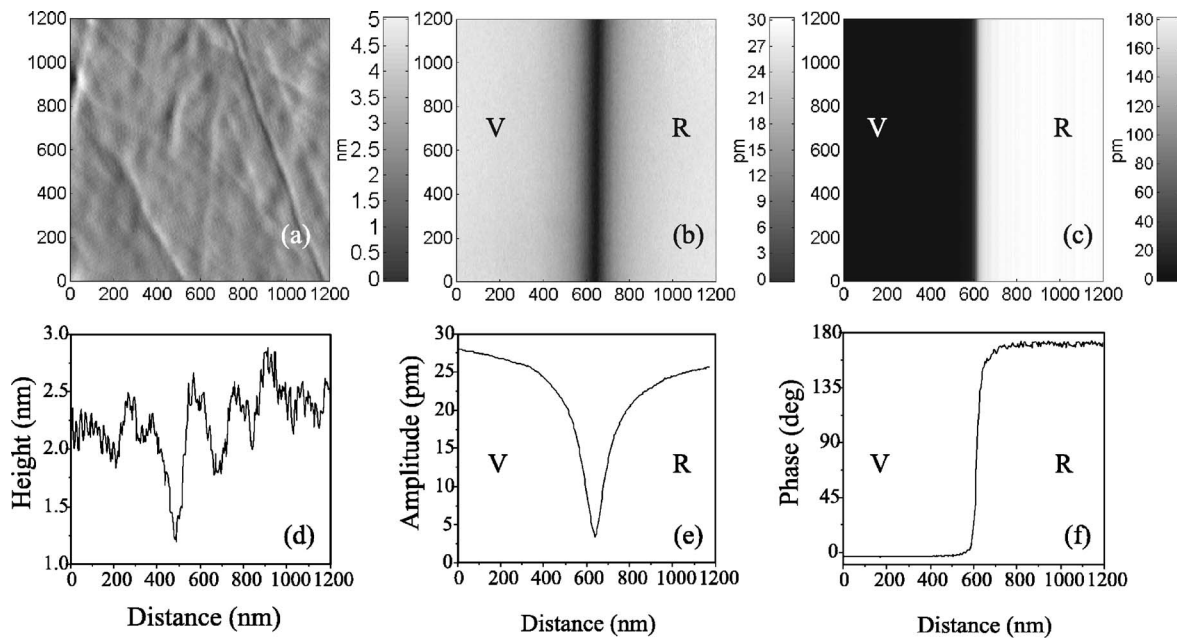 1200
1000
800
600
400
200
0
0 200 400 600 800 1000 1200
(a)
5
4.5
4
3.5
3
2.5
2
1.5
1
0.5
0
nm
1200
1000
800
600
400
200
0
0 200 400 600 800 1000 1200
V R
(b)
30
27
24
21
18
15
12
9
6
3
0
pm
1200
1000
800
600
400
200
0
0 200 400 600 800 1000 1200
V R
(c)
180
160
140
120
100
80
60
40
20
0
pm
3.0
2.5
2.0
1.5
1.0
Height (nm)
(d)
0 200 400 600 800 1000 1200
Distance (nm)
30
25
20
15
10
5
0
Amplitude (pm)
V R
(e)
0 200 400 600 800 1000 1200
Distance (nm)
180
135
90
45
0
Phase (deg)
V R
(f)
0 200 400 600 800 1000 1200
Distance (nm)